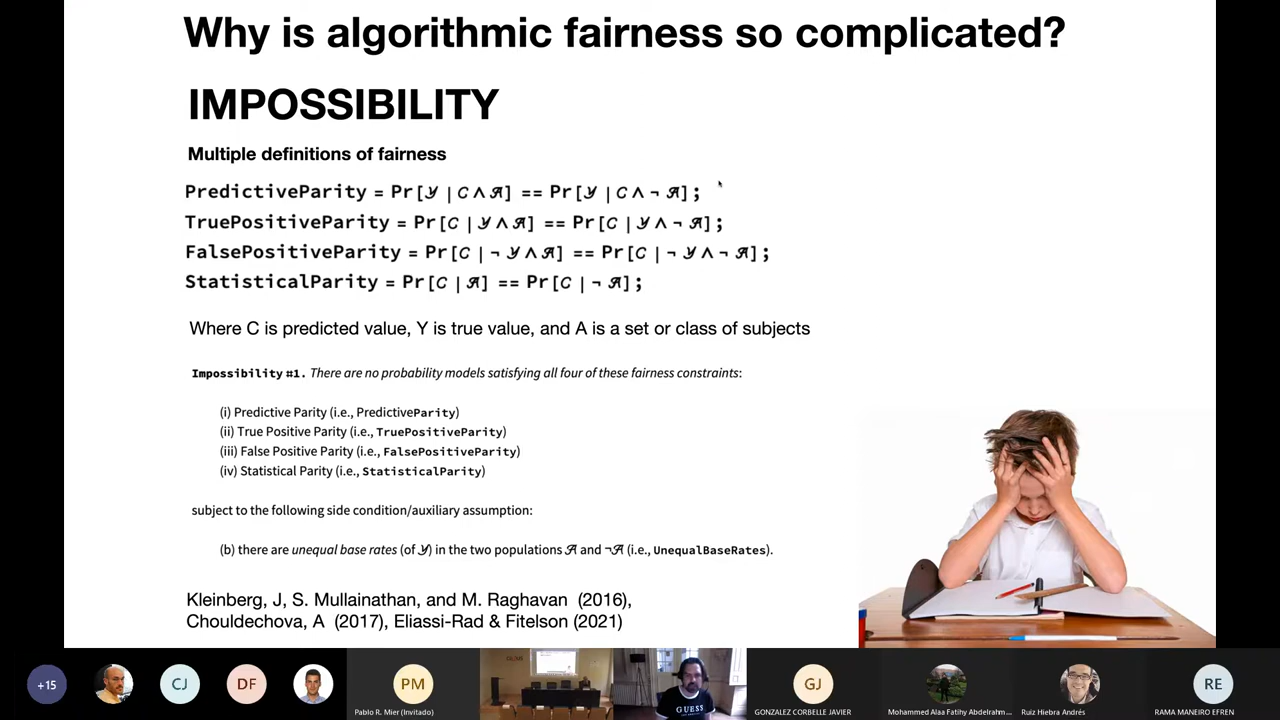 Why is algorithmic fairness so complicated?
IMPOSSIBILITY
Multiple definitions of fairness
PredictiveParity = Pr[𝒴 | C ∧ 𝒜] == Pr[𝒴 | C ∧ ¬ 𝒜];
TruePositiveParity = Pr[C | 𝒴 ∧ 𝒜] == Pr[C | 𝒴 ∧ ¬ 𝒜];
FalsePositiveParity = Pr[C | ¬ 𝒴 ∧ 𝒜] == Pr[C | ¬ 𝒴 ∧ ¬ 𝒜];
StatisticalParity = Pr[C | 𝒜] == Pr[C | ¬ 𝒜];
Where C is predicted value, Y is true value, and A is a set or class of subjects
Impossibility #1. There are no probability models satisfying all four of these fairness constraints:
(i) Predictive Parity (i.e., PredictiveParity)
(ii) True Positive Parity (i.e., TruePositiveParity)
(iii) False Positive Parity (i.e., FalsePositiveParity)
(iv) Statistical Parity (i.e., StatisticalParity)
subject to the following side condition/auxiliary assumption:
(b) there are unequal base rates (of 𝒴) in the two populations 𝒜 and ¬𝒜 (i.e., UnequalBaseRates).
Kleinberg, J, S. Mullainathan, and M. Raghavan (2016),
Chouldechova, A (2017), Eliassi-Rad & Fitelson (2021)
+15
CJ
DF
PM
Pablo R. Mier (Invitado)
GUESS
GJ
GONZALEZ CORBELLE JAVIER
Mohammed Alaa Fatihy Abdelrahm...
Ruiz Hiebra Andrés
RE
RAMA MANEIRO EFREN